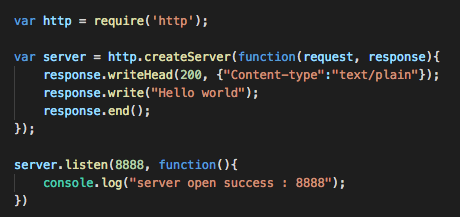 var http = require('http');
var server = http.createServer(function(request, response){
response.writeHead(200, {"Content-type":"text/plain"});
response.write("Hello world");
response.end();
});
server.listen(8888, function(){
console.log("server open success : 8888");
})